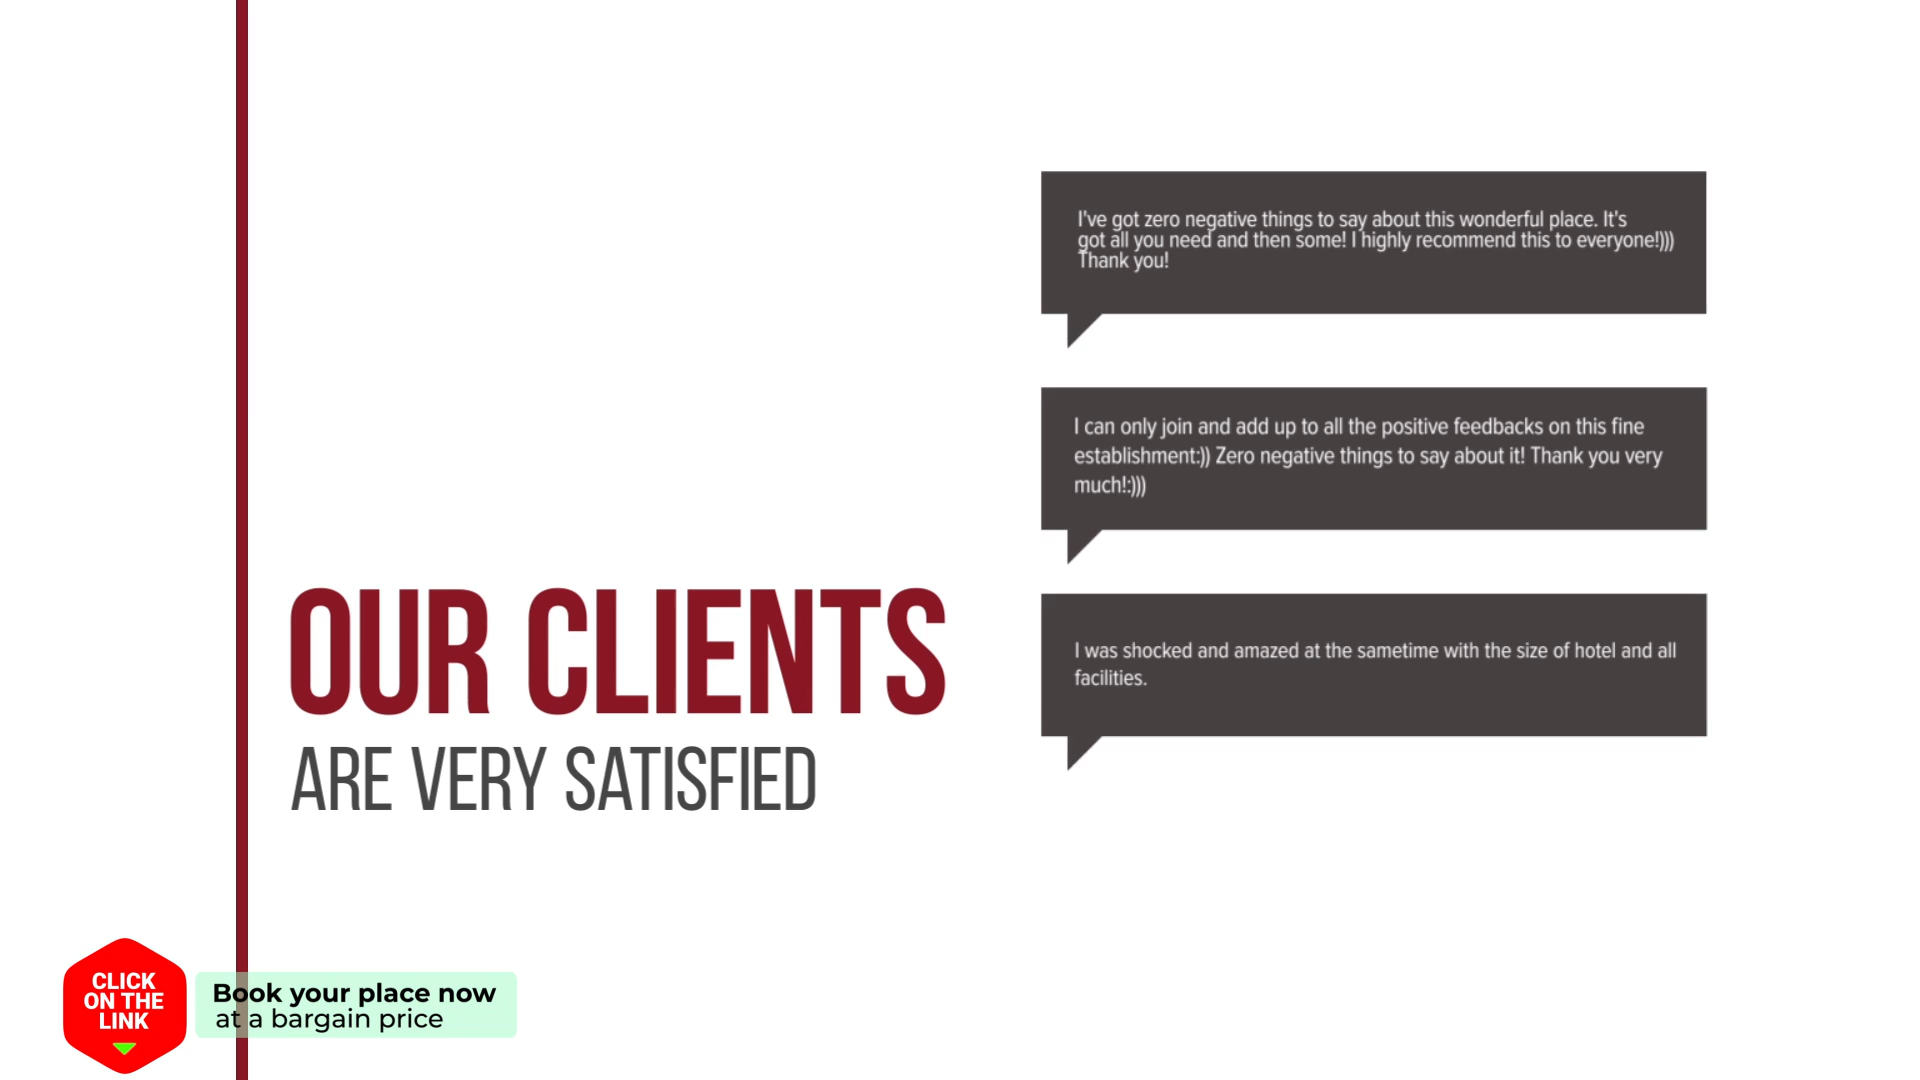 I've got zero negative things to say about this wonderful place. It's
got all you need and then some! I highly recommend this to everyone!)))
Thank you!
I can only join and add up to all the positive feedbacks on this fine
establishment:)) Zero negative things to say about it! Thank you very
much!:)))
I was shocked and amazed at the sametime with the size of hotel and all
facilities.
OUR CLIENTS
ARE VERY SATISFIED
CLICK
ON THE
LINK
Book your place now
at a bargain price